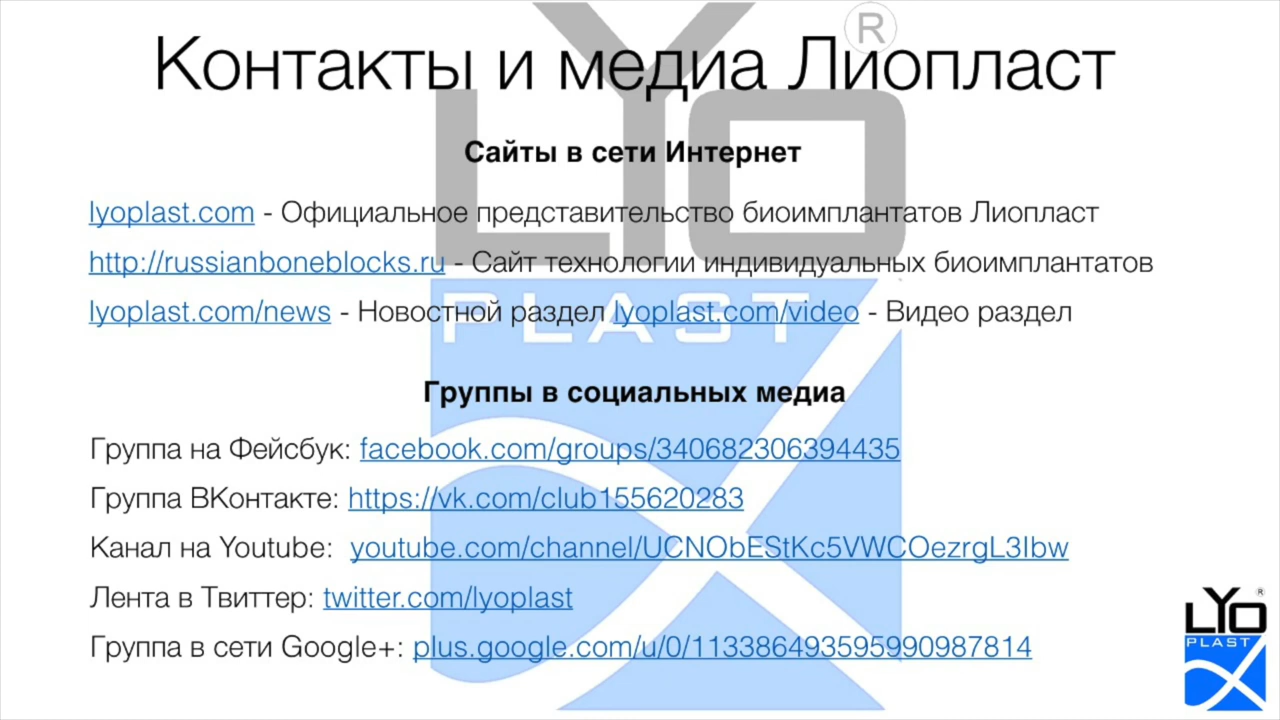 Контакты и медиа Лиопласт
Сайты в сети Интернет
lyoplast.com - Официальное представительство биоимплантатов Лиопласт
http://russianboneblocks.ru - Сайт технологии индивидуальных биоимплантатов
lyoplast.com/news - Новостной раздел lyoplast.com/video - Видео раздел
Группы в социальных медиа
Группа на Фейсбук: facebook.com/groups/340682306394435
Группа ВКонтакте: https://vk.com/club155620283
Канал на Youtube: youtube.com/channel/UCNObEStKc5VWCOezrgL3Ibw
Лента в Твиттер: twitter.com/lyoplast
Группа в сети Google+: plus.google.com/u/0/113386493595990987814
LYO ®
PLAST
LYO ®
PLAST